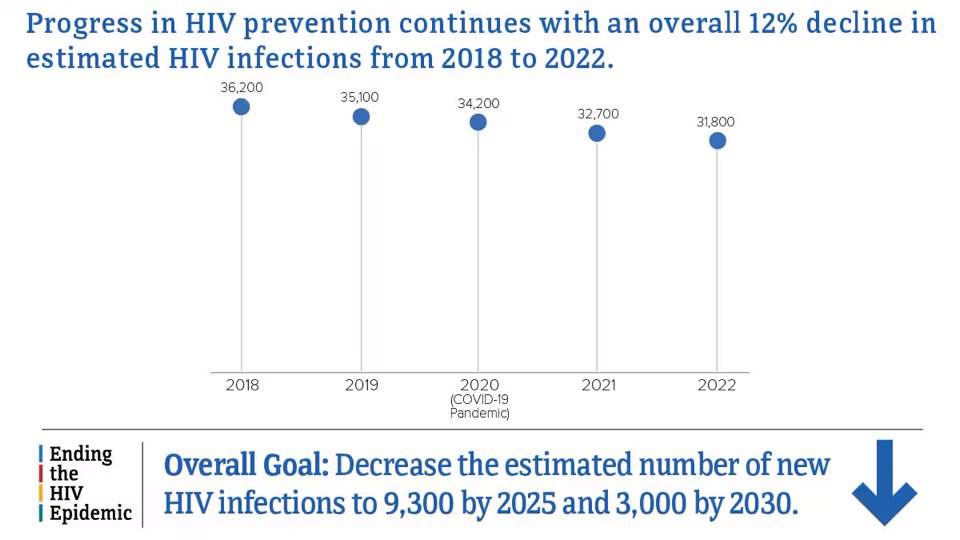 Progress in HIV prevention continues with an overall 12% decline in
estimated HIV infections from 2018 to 2022.
36,200
35,100
34,200
32,700
31,800
2018
2019
2020
2021
2022
(COVID-19
Pandemic)
Ending
the
HIV
Epidemic
Overall Goal: Decrease the estimated number of new
HIV infections to 9,300 by 2025 and 3,000 by 2030.